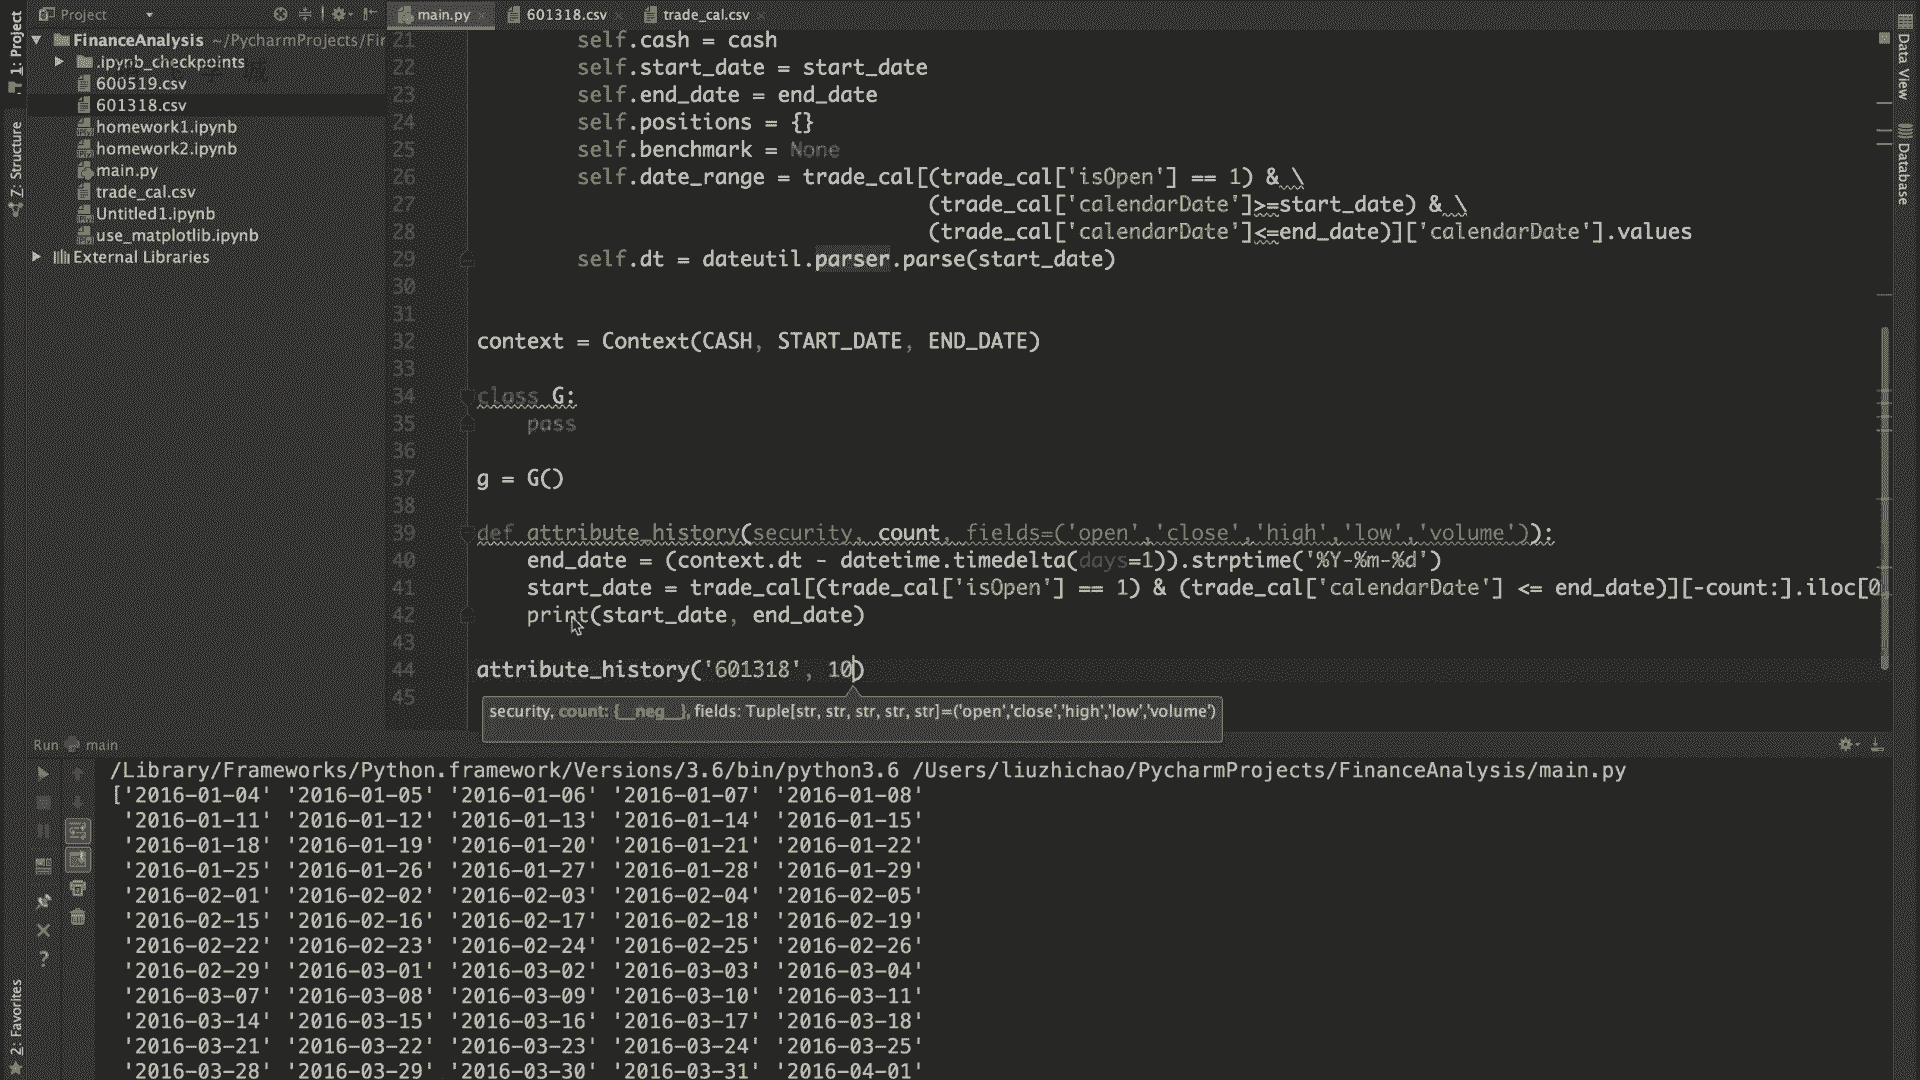 Project
main.py
601318.csv
trade_cal.csv
1: Project
FinanceAnalysis ~/PycharmProjects/Fir
.ipynb_checkpoints
600519.csv
601318.csv
homework1.ipynb
homework2.ipynb
main.py
trade_cal.csv
Untitled1.ipynb
use_matplotlib.ipynb
External Libraries
Z: Structure
2: Favorites
Data View
Database
21 self.cash = cash
22 self.start_date = start_date
23 self.end_date = end_date
24 self.positions = {}
25 self.benchmark = None
26 self.date_range = trade_cal[(trade_cal['isOpen'] == 1) & \
27 (trade_cal['calendarDate']>=start_date) & \
28 (trade_cal['calendarDate']<=end_date)]['calendarDate'].values
29 self.dt = dateutil.parser.parse(start_date)
30
31
32 context = Context(CASH, START_DATE, END_DATE)
33
34 class G:
35 pass
36
37 g = G()
38
39 def attribute_history(security, count, fields=('open','close','high','low','volume')):
40 end_date = (context.dt - datetime.timedelta(days=1)).strptime('%Y-%m-%d')
41 start_date = trade_cal[(trade_cal['isOpen'] == 1) & (trade_cal['calendarDate'] <= end_date)][-count:].iloc[0
42 print(start_date, end_date)
43
44 attribute_history('601318', 10)
45
security, count: {__neg__}, fields: Tuple[str, str, str, str, str]=('open','close','high','low','volume')
Run main
/Library/Frameworks/Python.framework/Versions/3.6/bin/python3.6 /Users/liuzhichao/PycharmProjects/FinanceAnalysis/main.py
['2016-01-04' '2016-01-05' '2016-01-06' '2016-01-07' '2016-01-08'
'2016-01-11' '2016-01-12' '2016-01-13' '2016-01-14' '2016-01-15'
'2016-01-18' '2016-01-19' '2016-01-20' '2016-01-21' '2016-01-22'
'2016-01-25' '2016-01-26' '2016-01-27' '2016-01-28' '2016-01-29'
'2016-02-01' '2016-02-02' '2016-02-03' '2016-02-04' '2016-02-05'
'2016-02-15' '2016-02-16' '2016-02-17' '2016-02-18' '2016-02-19'
'2016-02-22' '2016-02-23' '2016-02-24' '2016-02-25' '2016-02-26'
'2016-02-29' '2016-03-01' '2016-03-02' '2016-03-03' '2016-03-04'
'2016-03-07' '2016-03-08' '2016-03-09' '2016-03-10' '2016-03-11'
'2016-03-14' '2016-03-15' '2016-03-16' '2016-03-17' '2016-03-18'
'2016-03-21' '2016-03-22' '2016-03-23' '2016-03-24' '2016-03-25'
'2016-03-28' '2016-03-29' '2016-03-30' '2016-03-31' '2016-04-01'